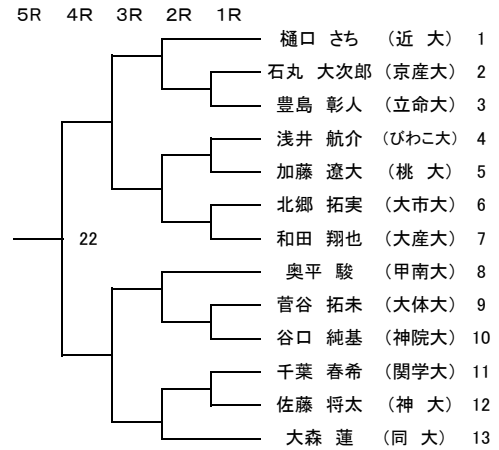 5R 4R 3R 2R 1R
樋口 さち (近 大) 1
石丸 大次郎 (京産大) 2
豊島 彰人 (立命大) 3
浅井 航介 (びわこ大) 4
加藤 遼大 (桃 大) 5
北郷 拓実 (大市大) 6
22 和田 翔也 (大産大) 7
奥平 駿 (甲南大) 8
菅谷 拓未 (大体大) 9
谷口 純基 (神院大) 10
千葉 春希 (関学大) 11
佐藤 将太 (神 大) 12
大森 蓮 (同 大) 13